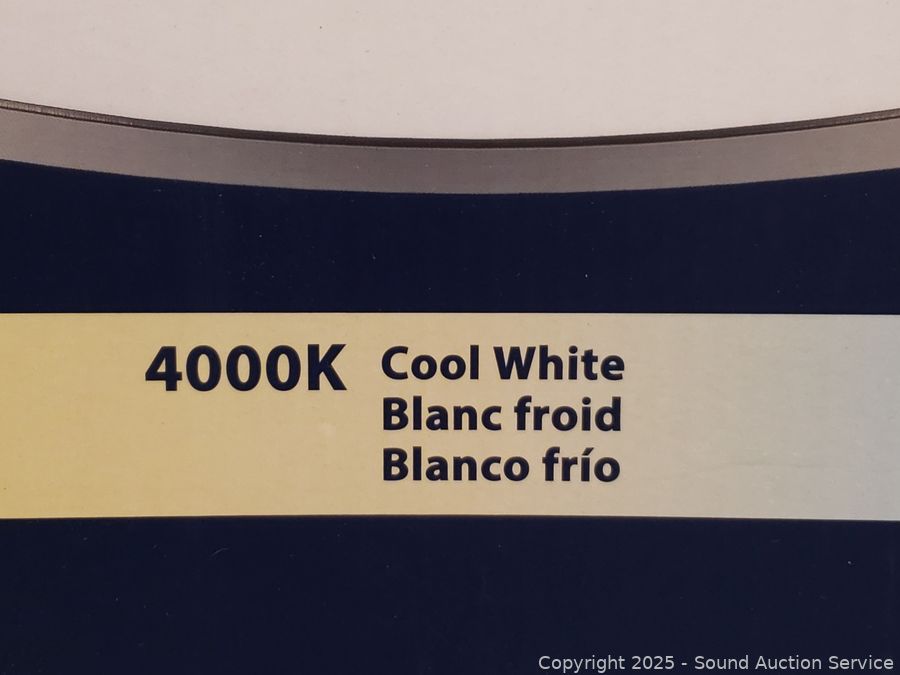 4000K Cool White
Blanc froid
Blanco frío
Copyright 2025 - Sound Auction Service